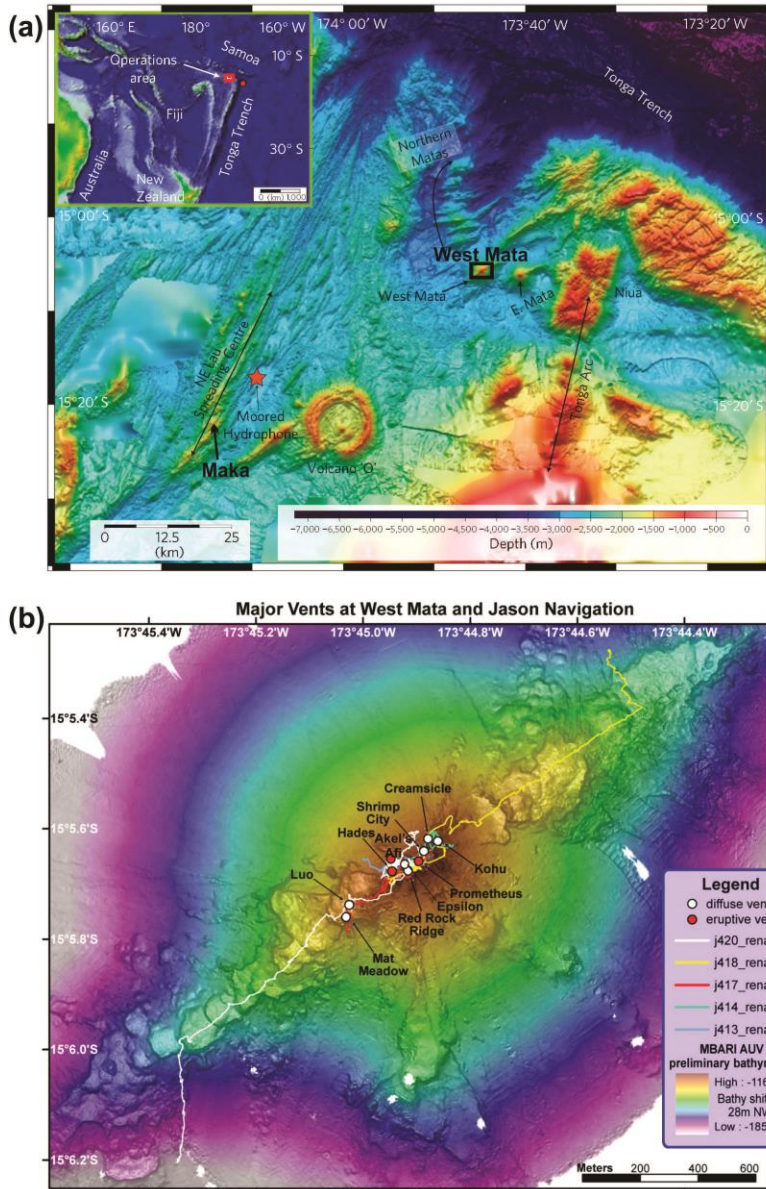 (a)
160° E 180°
174° 00' W 173° 40' W 173° 20' W
Samoa
10° S
Operations
area
Fiji
Tonga Trench
30° S
Australia
New
Zealand
0 (km) 1,000
Tonga Trench
Northern
Matas
15° 00' S 15° 00' S
West Mata
West Mata
E. Mata
Niua
NE Lau
Spreading Centre
Tonga Arc
15° 20' S 15° 20' S
Moored
Hydrophone
Maka
Volcano 'O'
0 12.5 25
(km)
−7,000 −6,500 −6,000 −5,500 −5,000 −4,500 −4,000 −3,500 −3,000 −2,500 −2,000 −1,500 −1,000 −500 0
Depth (m)
(b)
Major Vents at West Mata and Jason Navigation
173°45.4'W 173°45.2'W 173°45.0'W 173°44.8'W 173°44.6'W 173°44.4'W
15°5.4'S
15°5.6'S
15°5.8'S
15°6.0'S
15°6.2'S
Creamsicle
Shrimp
City
Akel's
Afi
Hades
Kohu
Luo
Prometheus
Epsilon
Red Rock
Ridge
Mat
Meadow
Legend
diffuse ven
eruptive ve
j420_rena
j418_rena
j417_rena
j414_rena
j413_rena
MBARI AUV
preliminary bathyr
High : -116
Bathy shif
28m NW
Low : -185
Meters 200 400 600